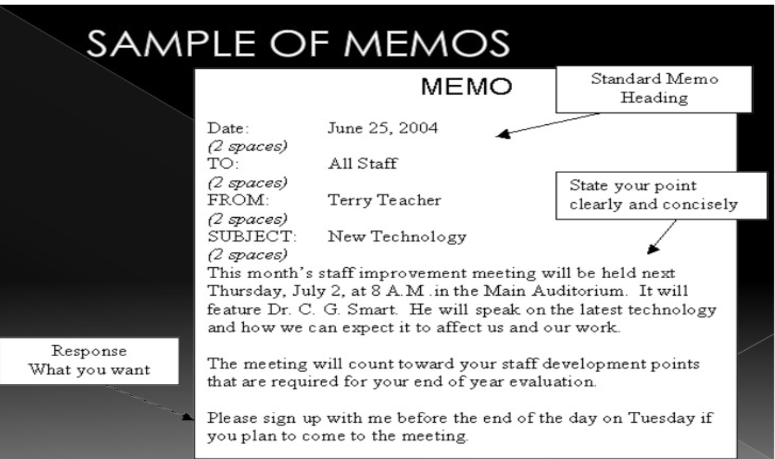 SAMPLE OF MEMOS
MEMO
Standard Memo
Heading
Date: June 25, 2004
(2 spaces)
TO: All Staff
(2 spaces)
FROM: Terry Teacher
(2 spaces)
SUBJECT: New Technology
(2 spaces)
State your point
clearly and concisely
This month's staff improvement meeting will be held next
Thursday, July 2, at 8 A.M .in the Main Auditorium. It will
feature Dr. C. G. Smart. He will speak on the latest technology
and how we can expect it to affect us and our work.
Response
What you want
The meeting will count toward your staff development points
that are required for your end of year evaluation.
Please sign up with me before the end of the day on Tuesday if
you plan to come to the meeting.